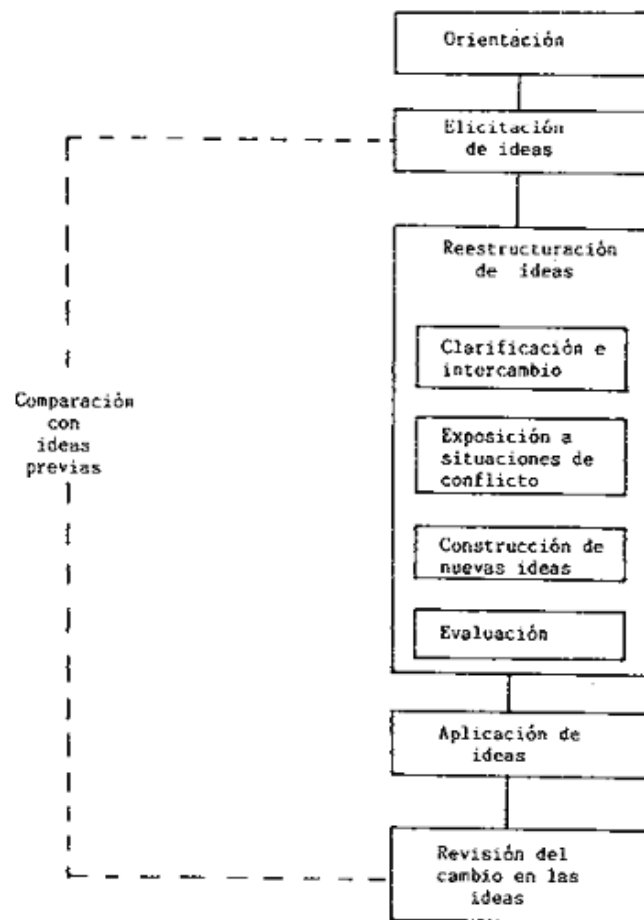 Orientación
Elicitación
de ideas
Reestructuración
de ideas
Clarificación e
intercambio
Comparación
con
ideas
previas
Exposición a
situaciones de
conflicto
Construcción de
nuevas ideas
Evaluación
Aplicación de
ideas
Revisión del
cambio en las
ideas